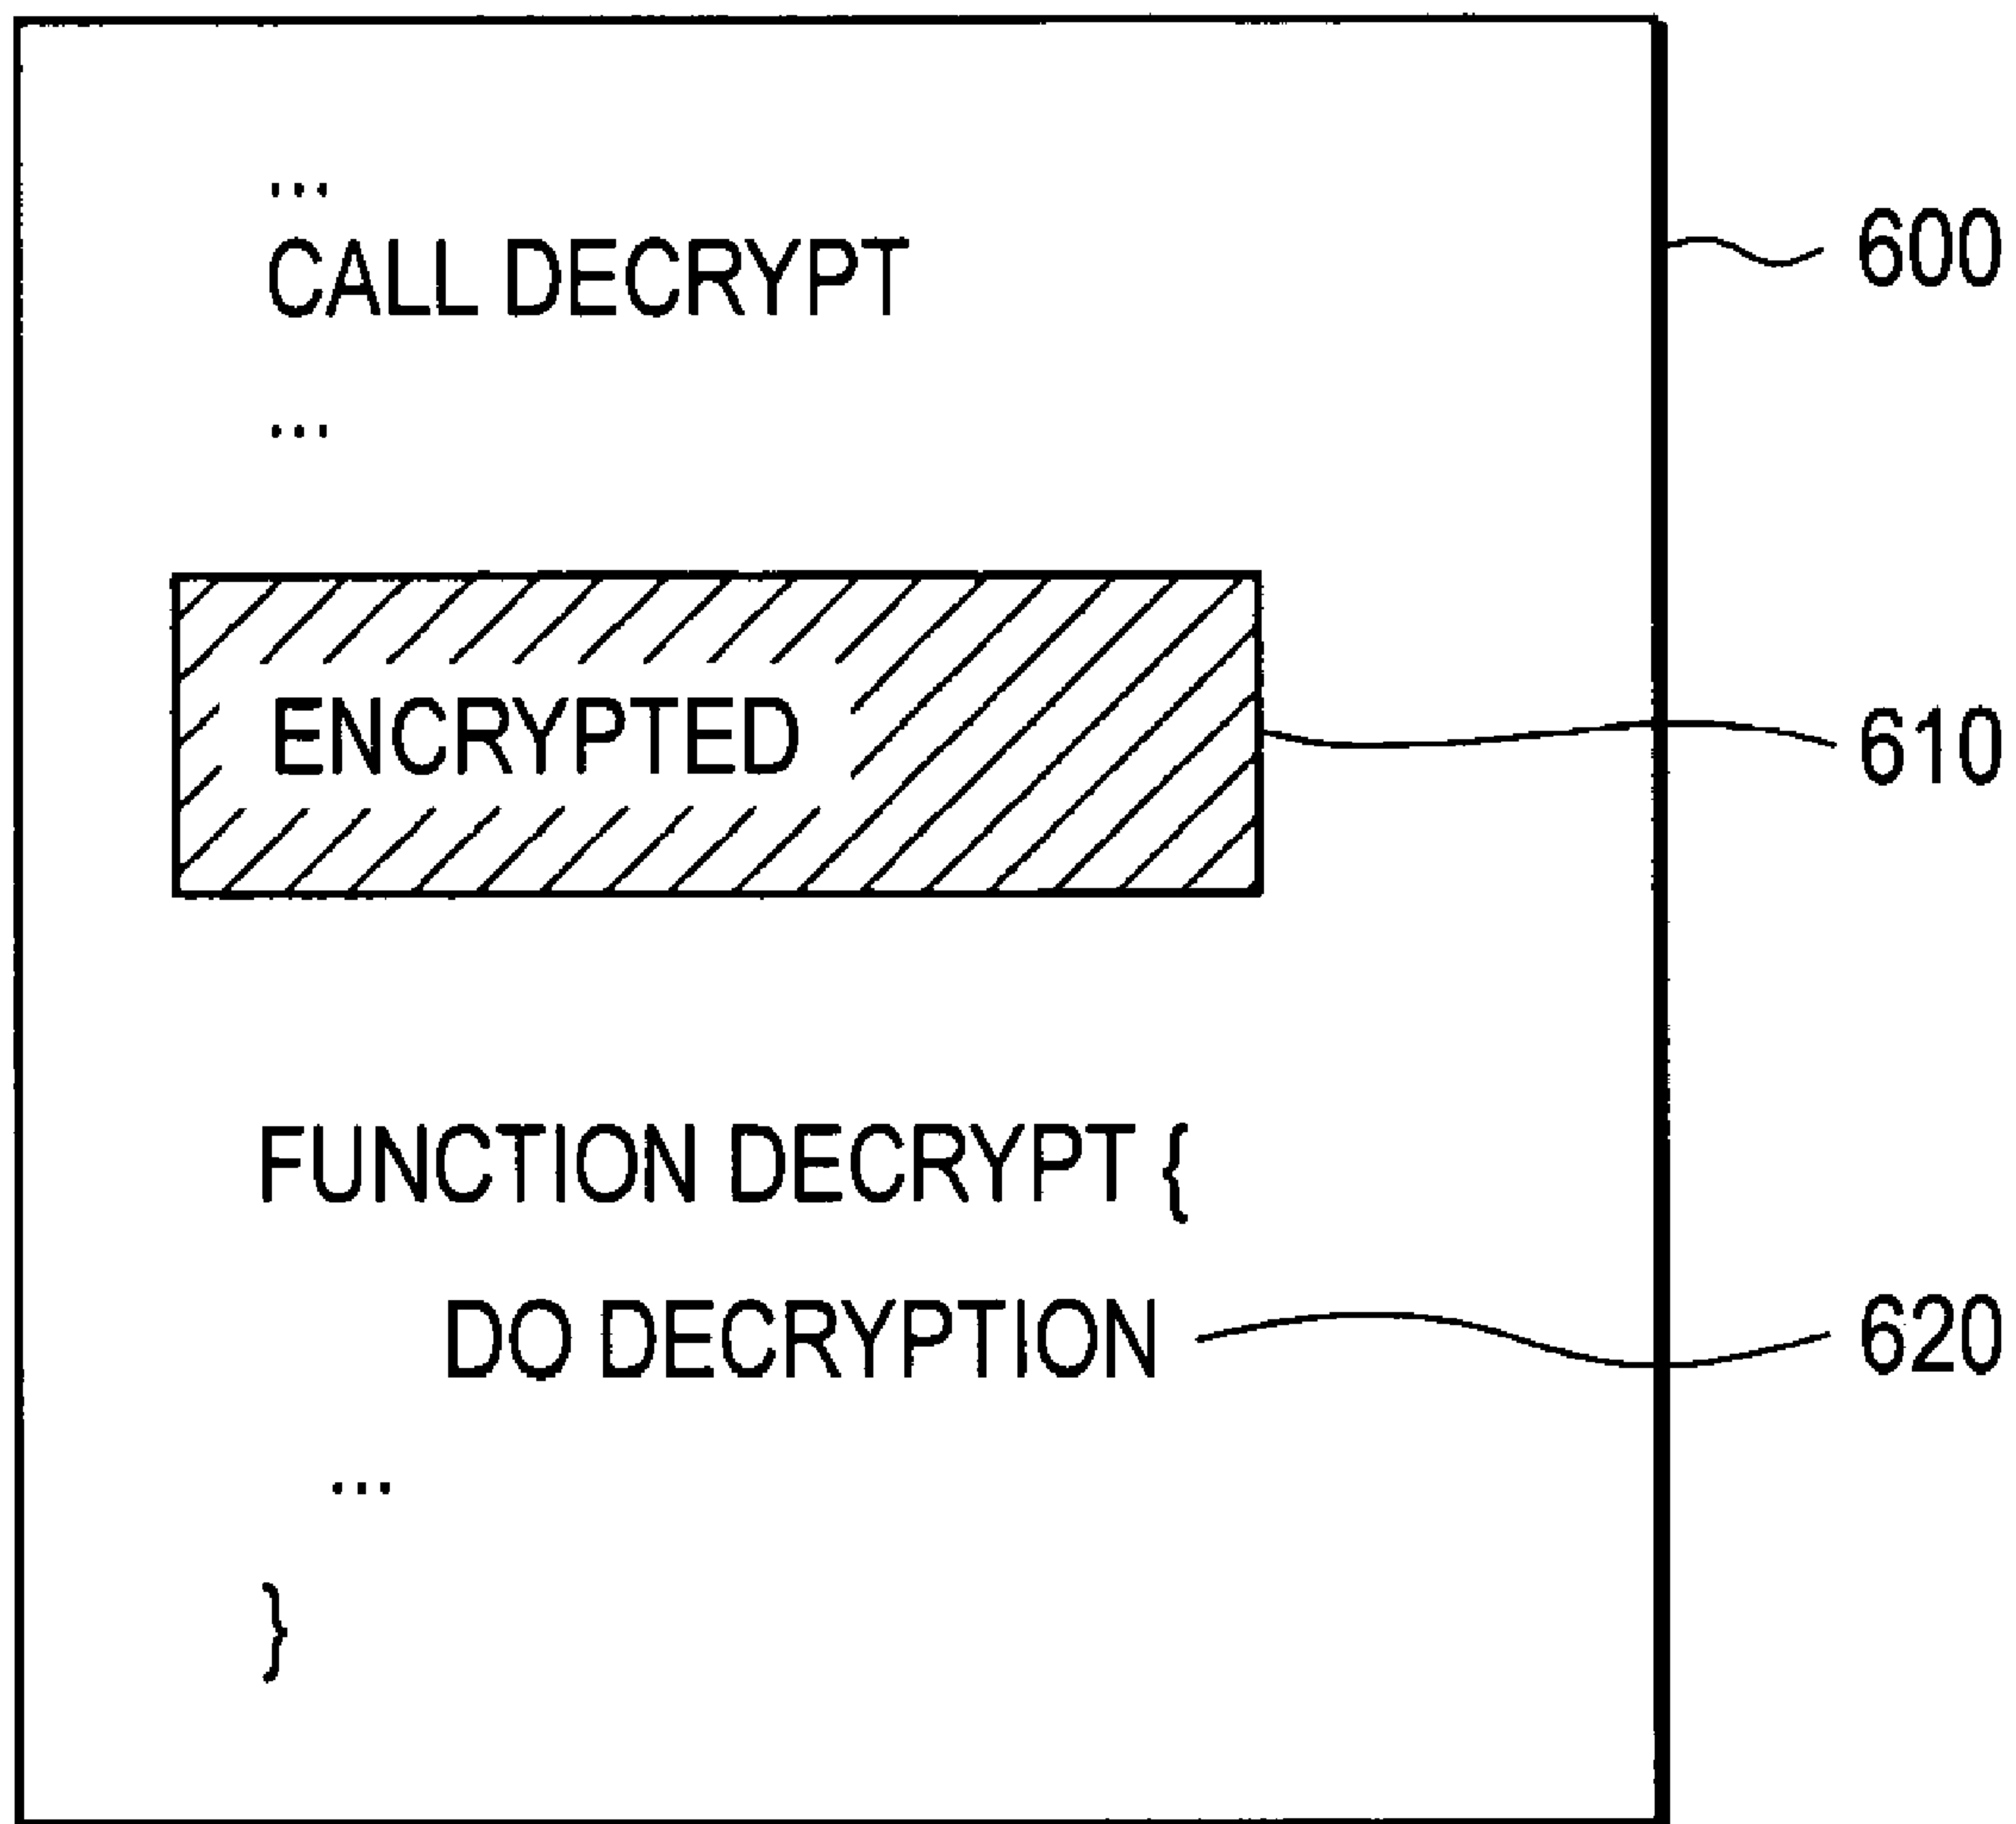 ...
CALL DECRYPT
600
...
ENCRYPTED
610
FUNCTION DECRYPT {
DO DECRYPTION
620
...
}